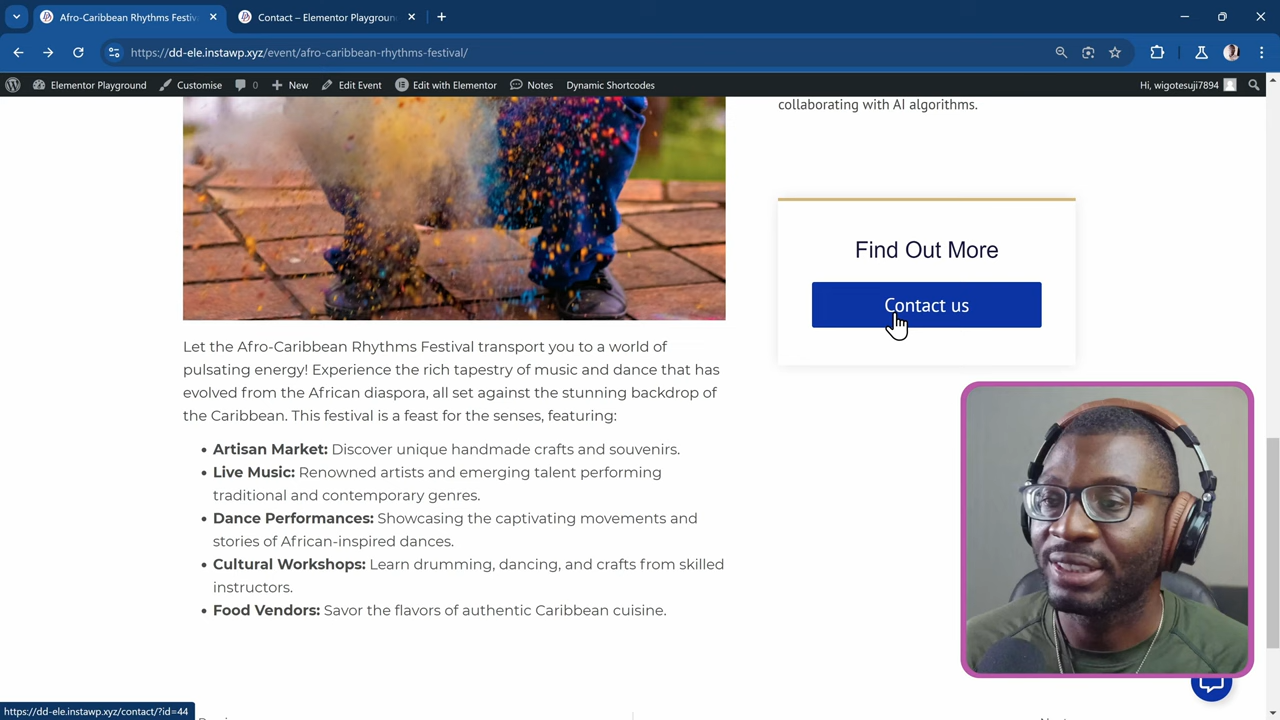 Afro-Caribbean Rhythms Festiv
Contact – Elementor Playground
https://dd-ele.instawp.xyz/event/afro-caribbean-rhythms-festival/
Elementor Playground
Customise
0
New
Edit Event
Edit with Elementor
Notes
Dynamic Shortcodes
Hi, wigotesuji7894
collaborating with AI algorithms.
Find Out More
Contact us
Let the Afro-Caribbean Rhythms Festival transport you to a world of
pulsating energy! Experience the rich tapestry of music and dance that has
evolved from the African diaspora, all set against the stunning backdrop of
the Caribbean. This festival is a feast for the senses, featuring:
• Artisan Market: Discover unique handmade crafts and souvenirs.
• Live Music: Renowned artists and emerging talent performing
traditional and contemporary genres.
• Dance Performances: Showcasing the captivating movements and
stories of African-inspired dances.
• Cultural Workshops: Learn drumming, dancing, and crafts from skilled
instructors.
• Food Vendors: Savor the flavors of authentic Caribbean cuisine.
https://dd-ele.instawp.xyz/contact/?id=44